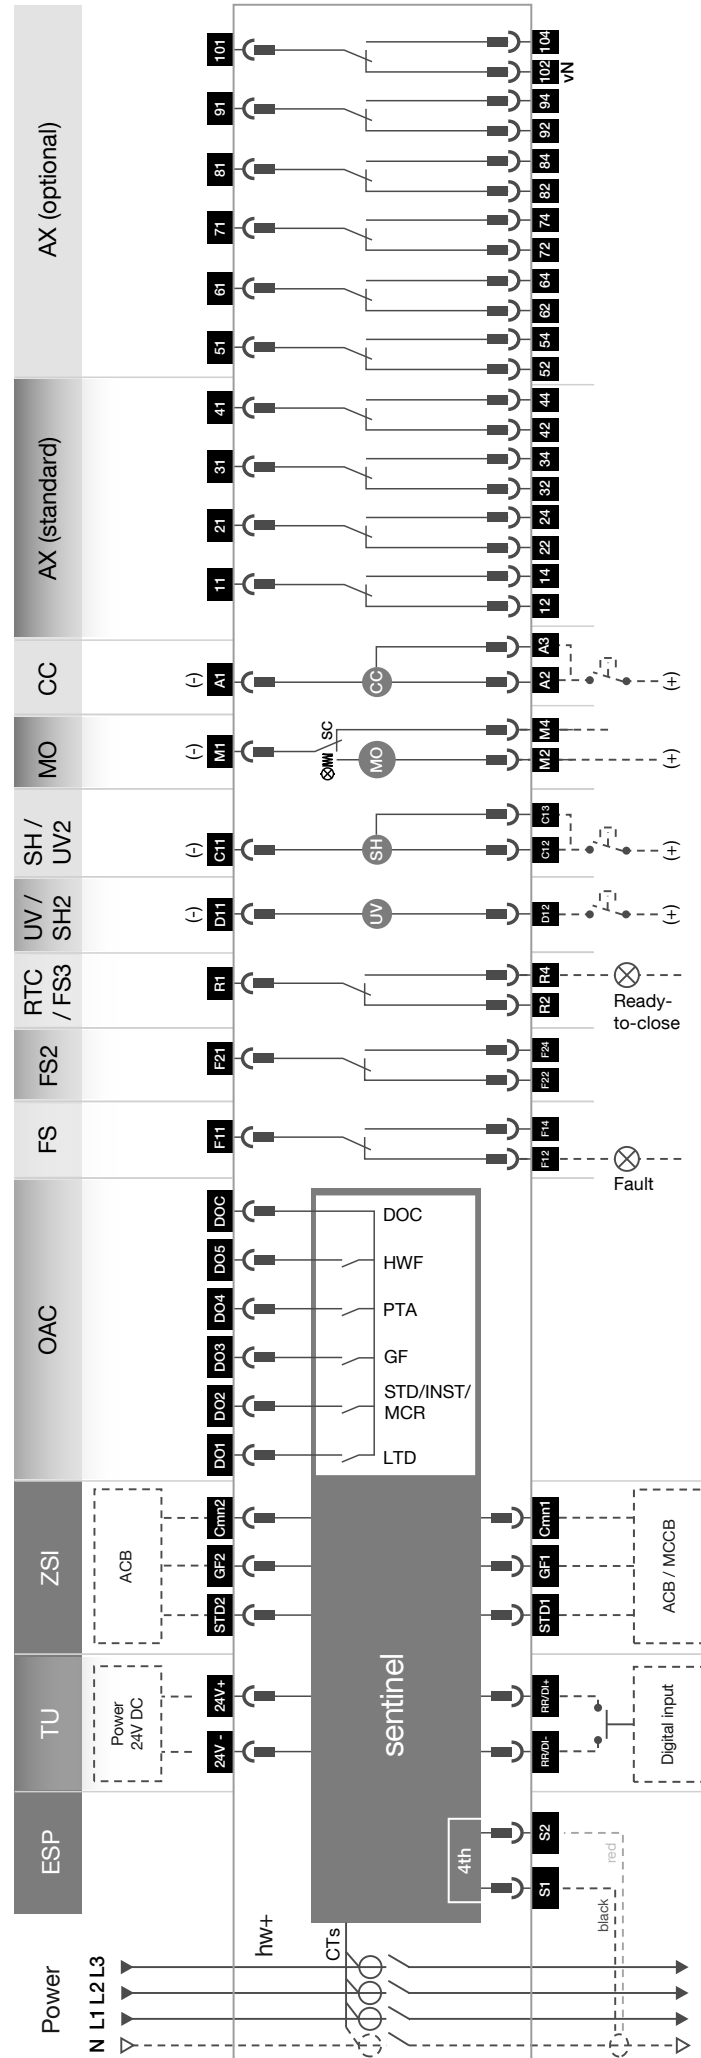 AX (optional)
101
104
102
vN
91
94
92
81
84
82
71
74
72
61
64
62
51
54
52
AX (standard)
41
44
42
31
34
32
21
24
22
11
14
12
CC
(-)
A1
CC
A3
A2
(+)
MO
(-)
M1
SC
MO
M4
M2
(+)
SH /
UV2
(-)
C11
SH
C13
C12
(+)
UV /
SH2
(-)
D11
UV
D12
(+)
RTC
/ FS3
R1
R4
R2
Ready-
to-close
FS2
F21
F24
F22
FS
F11
F14
F12
Fault
OAC
DOC
DOC
DO5
HWF
DO4
PTA
DO3
GF
DO2
STD/INST/
MCR
DO1
LTD
ZSI
ACB
Cmn2
GF2
STD2
Cmn1
GF1
STD1
ACB / MCCB
TU
Power
24V DC
24V+
24V -
sentinel
RR/DI+
RR/DI-
Digital input
ESP
4th
S2
S1
red
black
hw+
CTs
Power
N L1 L2 L3